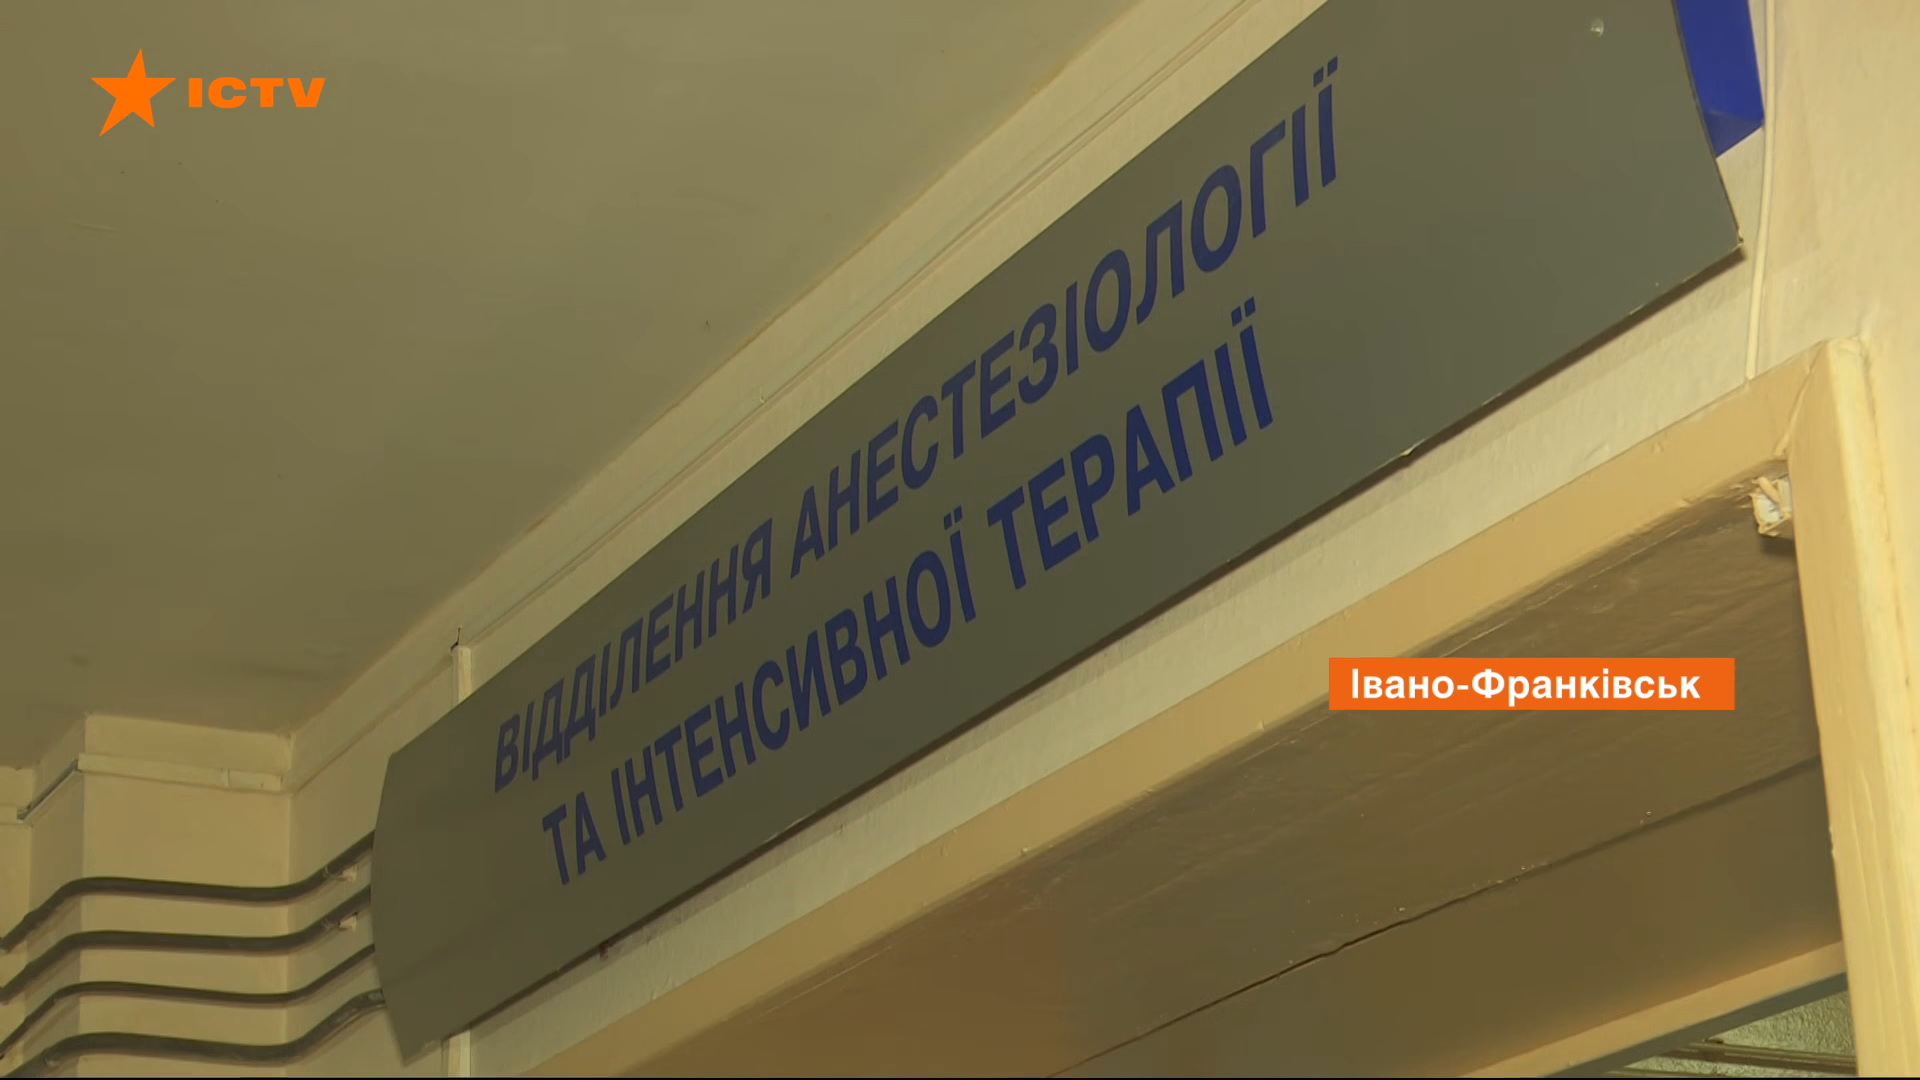 ICTV
ВІДДІЛЕННЯ АНЕСТЕЗІОЛОГІЇ
ТА ІНТЕНСИВНОЇ ТЕРАПІЇ
Івано-Франківськ